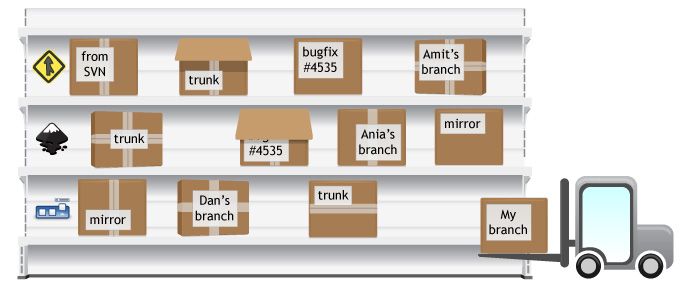 from
SVN
trunk
bugfix
#4535
Amit's
branch
trunk
#4535
Ania's
branch
mirror
mirror
Dan's
branch
trunk
My
branch